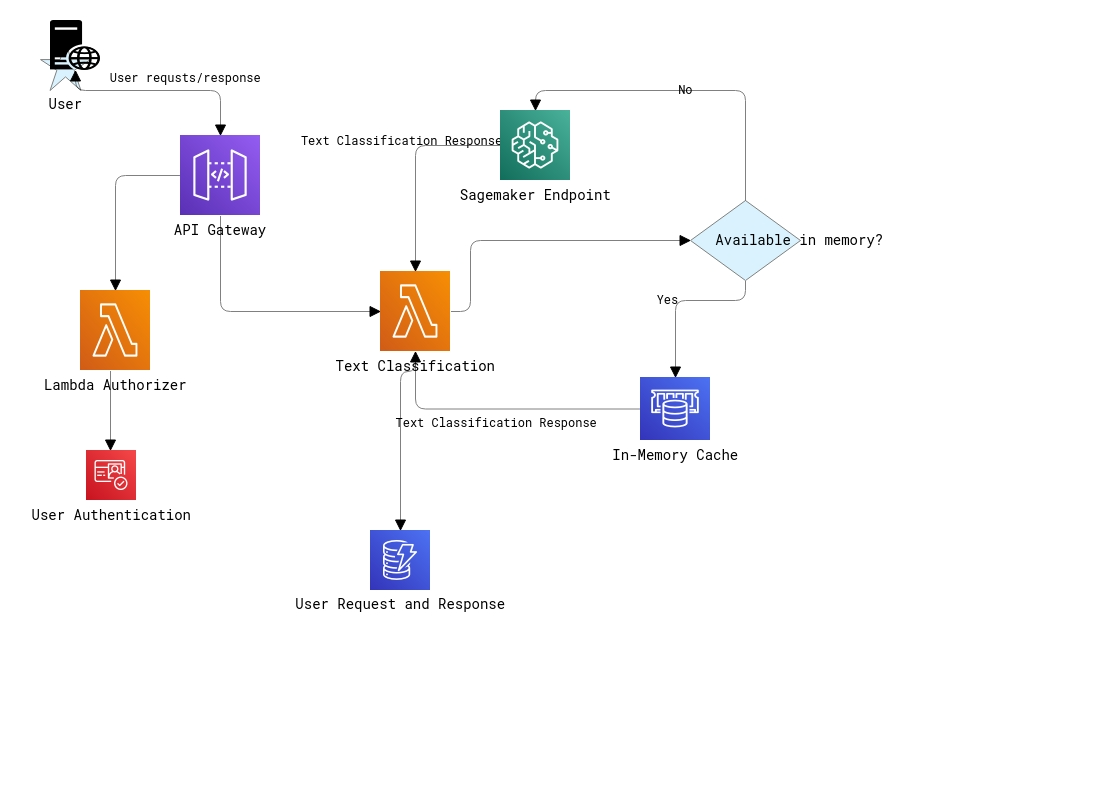 User requsts/response
User
No
Text Classification Response
Sagemaker Endpoint
API Gateway
Available in memory?
Yes
Text Classification
Lambda Authorizer
Text Classification Response
In-Memory Cache
User Authentication
User Request and Response